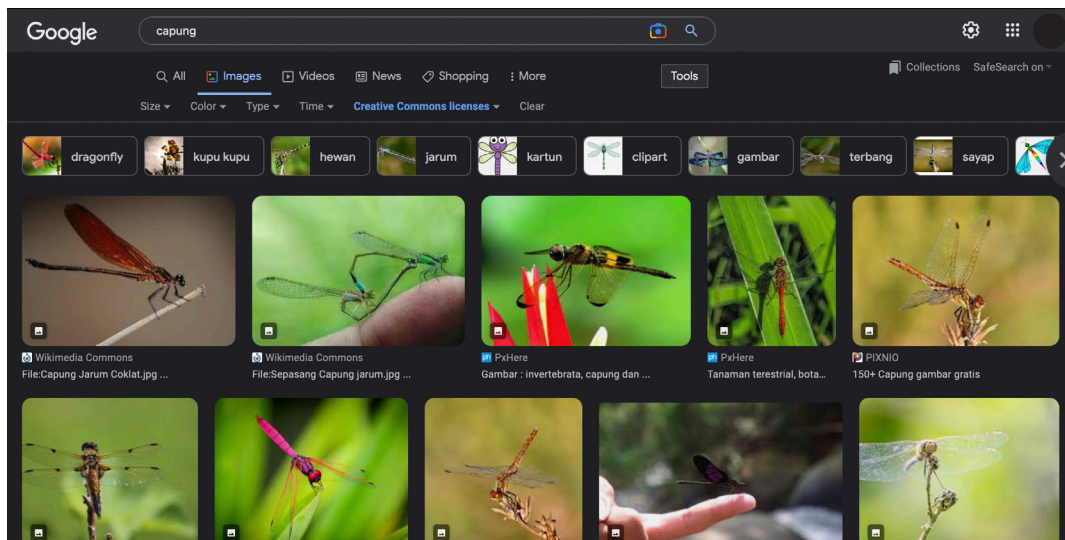 Google
capung
All Images Videos News Shopping More Tools
Collections SafeSearch on
Size Color Type Time Creative Commons licenses Clear
dragonfly kupu kupu hewan jarum kartun clipart gambar terbang sayap
Wikimedia Commons
File:Capung Jarum Coklat.jpg ...
Wikimedia Commons
File:Sepasang Capung jarum.jpg ...
ph PxHere
Gambar : invertebrata, capung dan ...
ph PxHere
Tanaman terestrial, bota...
PIXNIO
150+ Capung gambar gratis